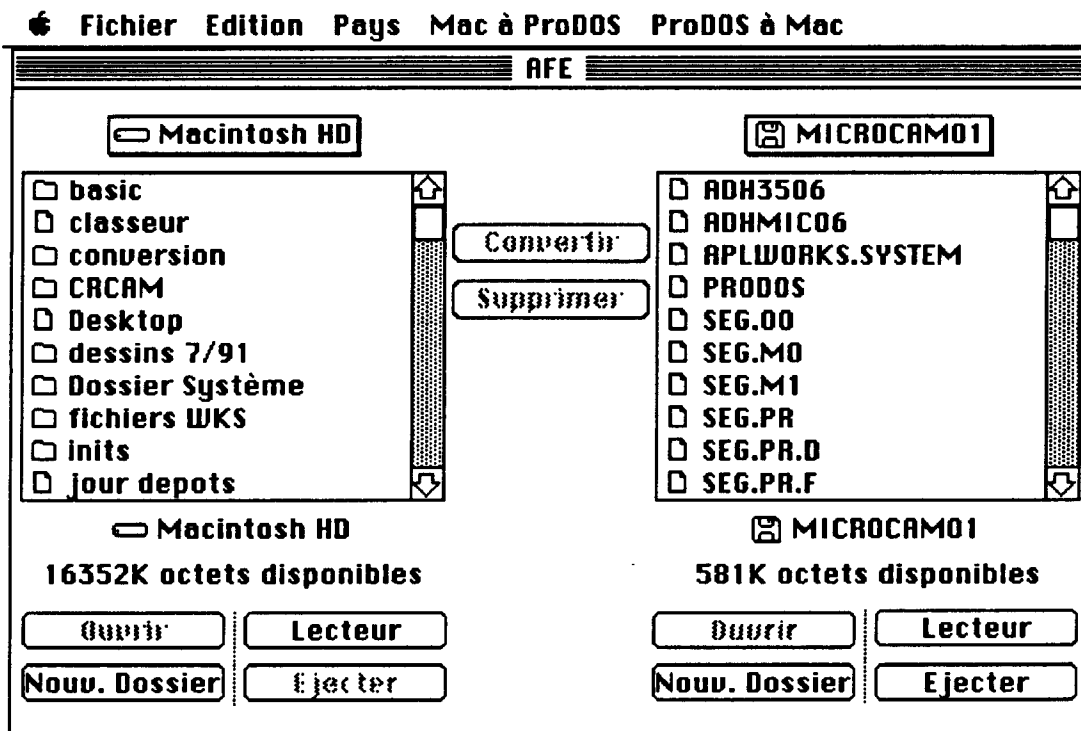 Fichier Edition Pays Mac à ProDOS ProDOS à Mac
AFE
Macintosh HD
basic
classeur
conversion
CRCAM
Desktop
dessins 7/91
Dossier Système
fichiers WKS
inits
jour depots
Macintosh HD
16352K octets disponibles
Ouvrir
Lecteur
Nouv. Dossier
Ejecter
Convertir
Supprimer
MICROCAM01
ADH3506
ADHMIC06
APLWORKS.SYSTEM
PRODOS
SEG.00
SEG.M0
SEG.M1
SEG.PR
SEG.PR.D
SEG.PR.F
MICROCAM01
581K octets disponibles
Ouvrir
Lecteur
Nouv. Dossier
Ejecter